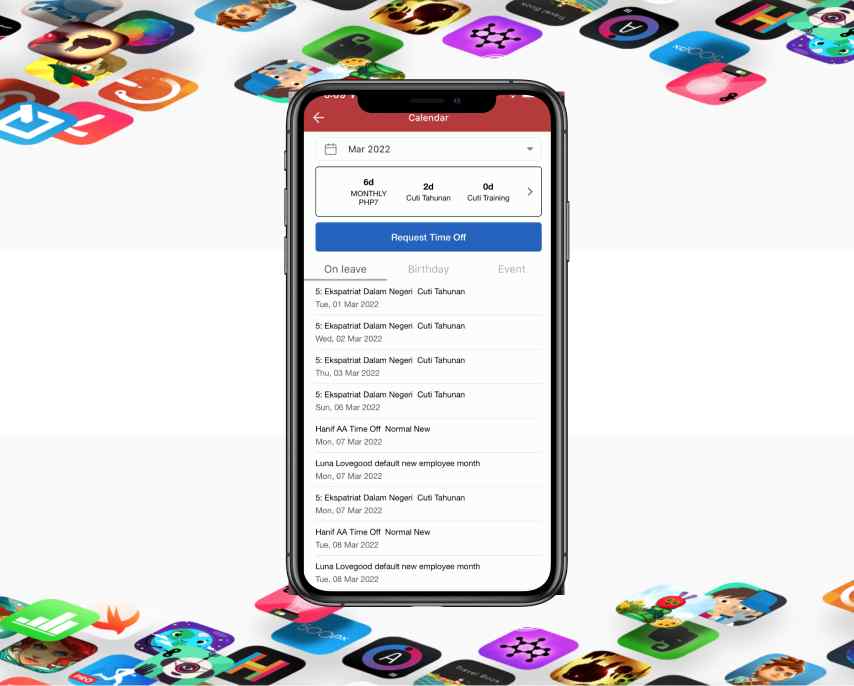 Travel Book
Calendar
Mar 2022
6d
2d
0d
MONTHLY
PHP7
Cuti Tahunan
Cuti Training
Request Time Off
On leave
Birthday
Event
5: Ekspatriat Dalam Negeri Cuti Tahunan
Tue, 01 Mar 2022
5: Ekspatriat Dalam Negeri Cuti Tahunan
Wed, 02 Mar 2022
5: Ekspatriat Dalam Negeri Cuti Tahunan
Thu, 03 Mar 2022
5: Ekspatriat Dalam Negeri Cuti Tahunan
Sun, 06 Mar 2022
Hanif AA Time Off Normal New
Mon, 07 Mar 2022
Luna Lovegood default new employee month
Mon, 07 Mar 2022
5: Ekspatriat Dalam Negeri Cuti Tahunan
Mon, 07 Mar 2022
Hanif AA Time Off Normal New
Tue, 08 Mar 2022
Luna Lovegood default new employee month
Tue, 08 Mar 2022
PRO
Travel Book